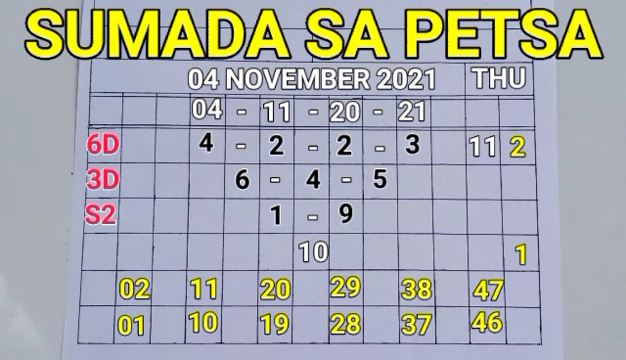 SUMADA SA PETSA
04 NOVEMBER 2021 THU
04 - 11 - 20 - 21
6D 4 - 2 - 2 - 3 11 2
3D 6 - 4 - 5
S2 1 - 9
10 1
02 11 20 29 38 47
01 10 19 28 37 46